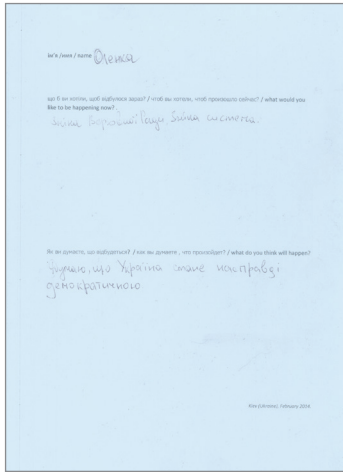 ім'я /имя / name Оленка
що б ви хотіли, щоб відбулося зараз? / чтоб вы хотели, чтоб произошло сейчас? / what would you
like to be happening now?
Зміна Верховної Ради, Зміна системи.
Як ви думаєте, що відбудеться? / как вы думаете, что произойдет? / what do you think will happen?
Я думаю, що Україна стане насправді
демократичною
Kiev (Ukraine), February 2014